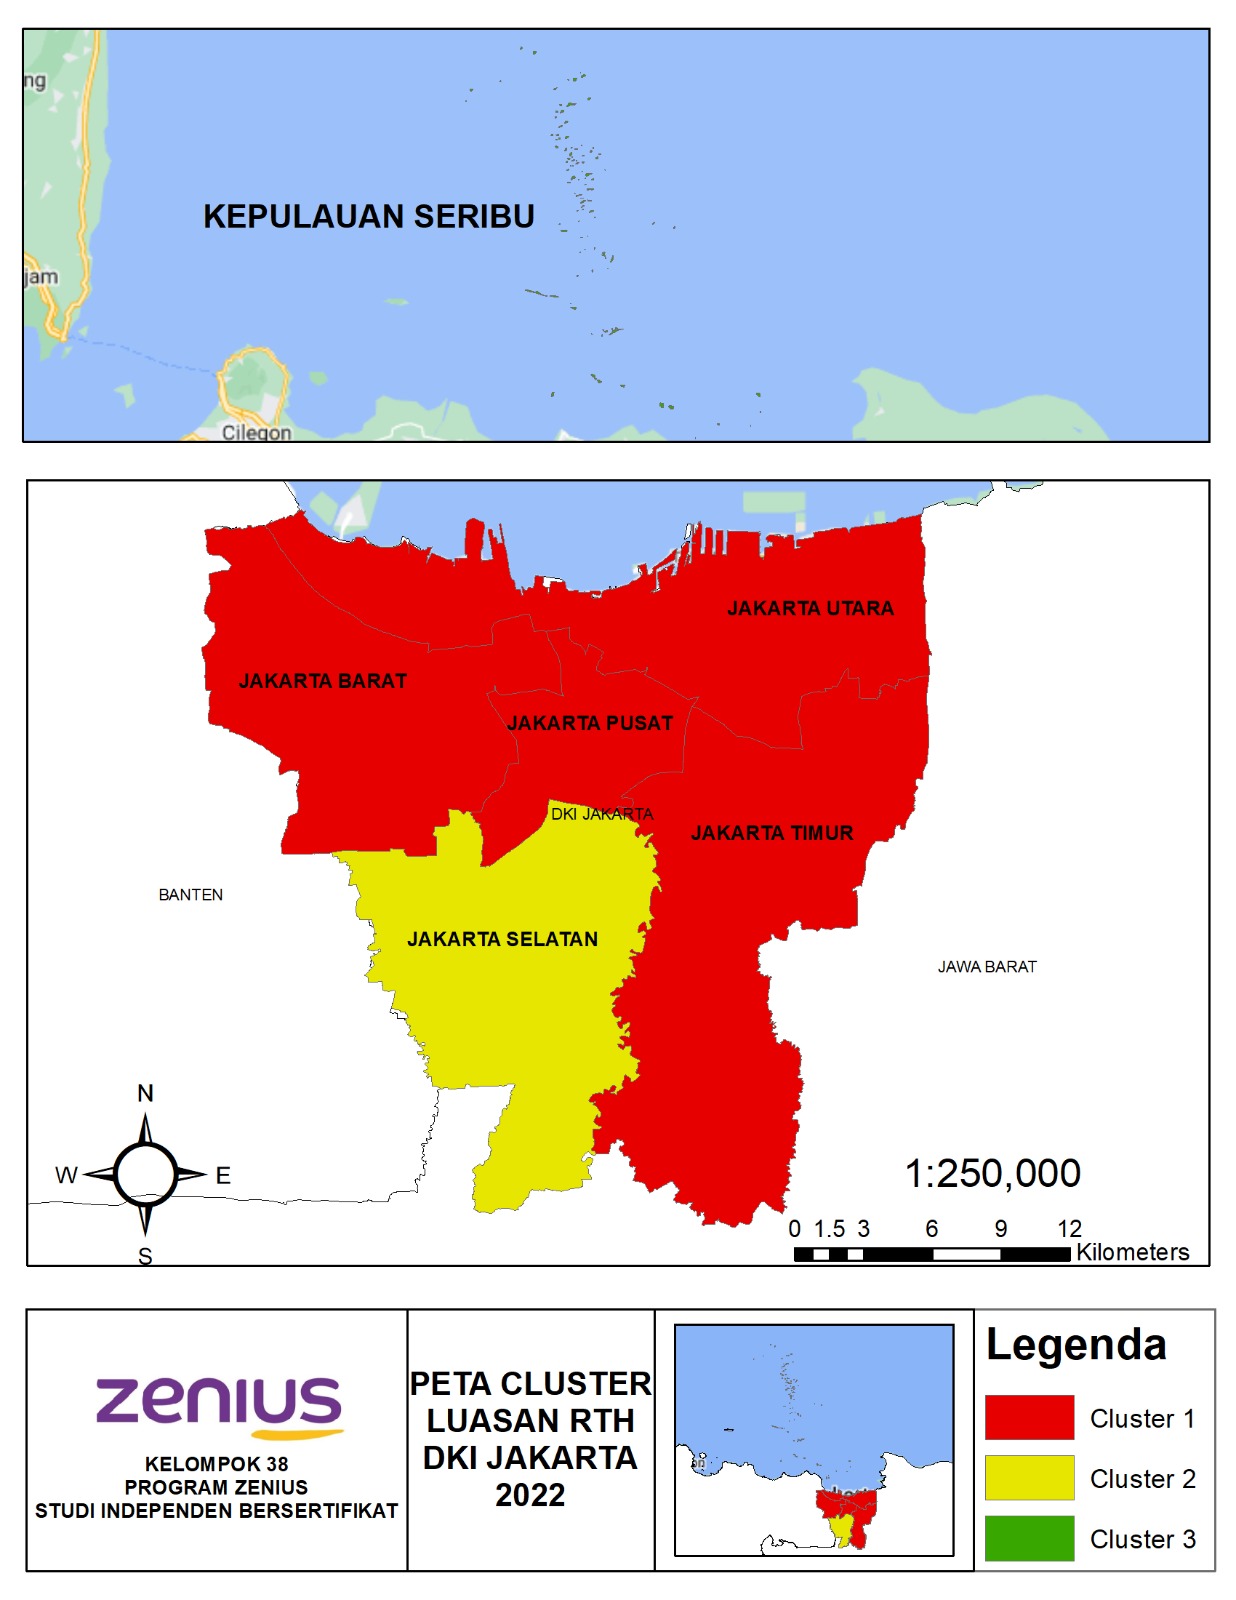 ng
KEPULAUAN SERIBU
jam
Cilegon
JAKARTA UTARA
JAKARTA BARAT
JAKARTA PUSAT
DKI JAKARTA
JAKARTA TIMUR
BANTEN
JAKARTA SELATAN
JAWA BARAT
N
W E
S
1:250,000
0 1.5 3 6 9 12
Kilometers
zenius
KELOMPOK 38
PROGRAM ZENIUS
STUDI INDEPENDEN BERSERTIFIKAT
PETA CLUSTER
LUASAN RTH
DKI JAKARTA
2022
Legenda
Cluster 1
Cluster 2
Cluster 3